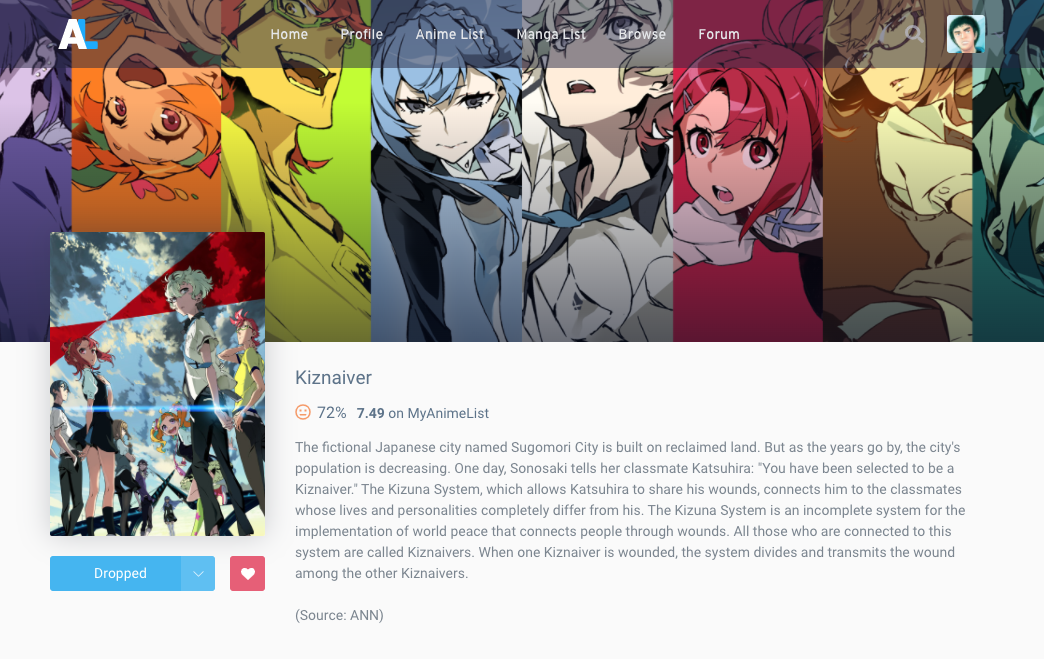 AL
Home Profile Anime List Manga List Browse Forum
Kiznaiver
72% 7.49 on MyAnimeList
The fictional Japanese city named Sugomori City is built on reclaimed land. But as the years go by, the city's
population is decreasing. One day, Sonosaki tells her classmate Katsuhira: "You have been selected to be a
Kiznaiver." The Kizuna System, which allows Katsuhira to share his wounds, connects him to the classmates
whose lives and personalities completely differ from his. The Kizuna System is an incomplete system for the
implementation of world peace that connects people through wounds. All those who are connected to this
system are called Kiznaivers. When one Kiznaiver is wounded, the system divides and transmits the wound
among the other Kiznaivers.
Dropped
(Source: ANN)